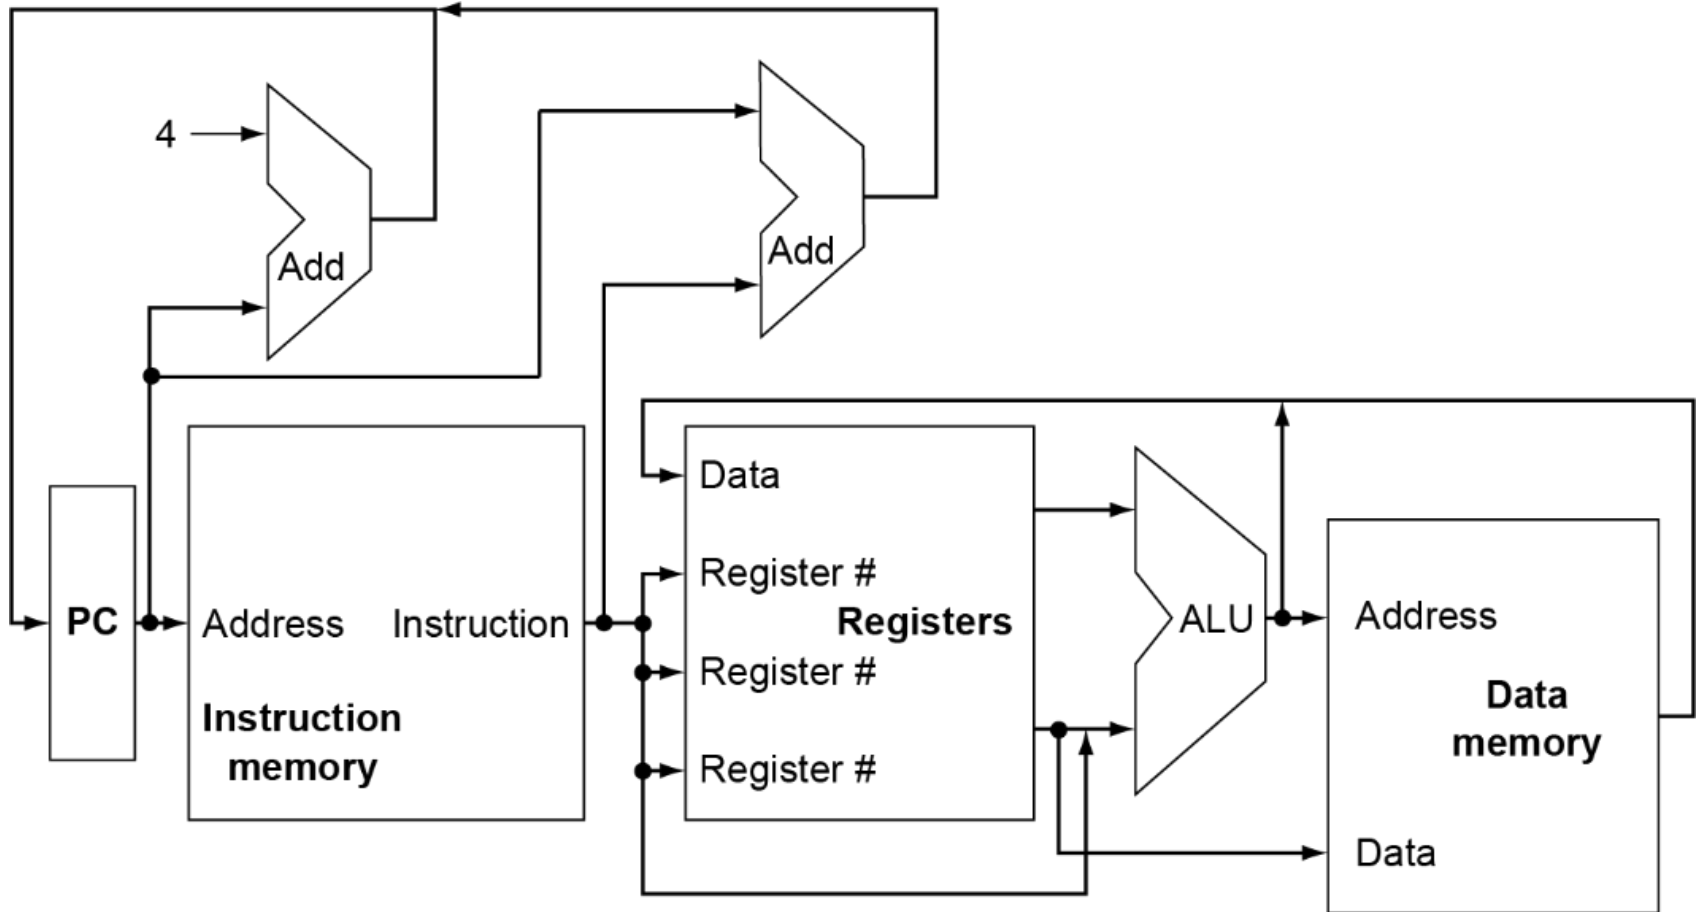 4
Add
Add
PC
Address
Instruction
Instruction
memory
Data
Register #
Registers
Register #
Register #
ALU
Address
Data
memory
Data